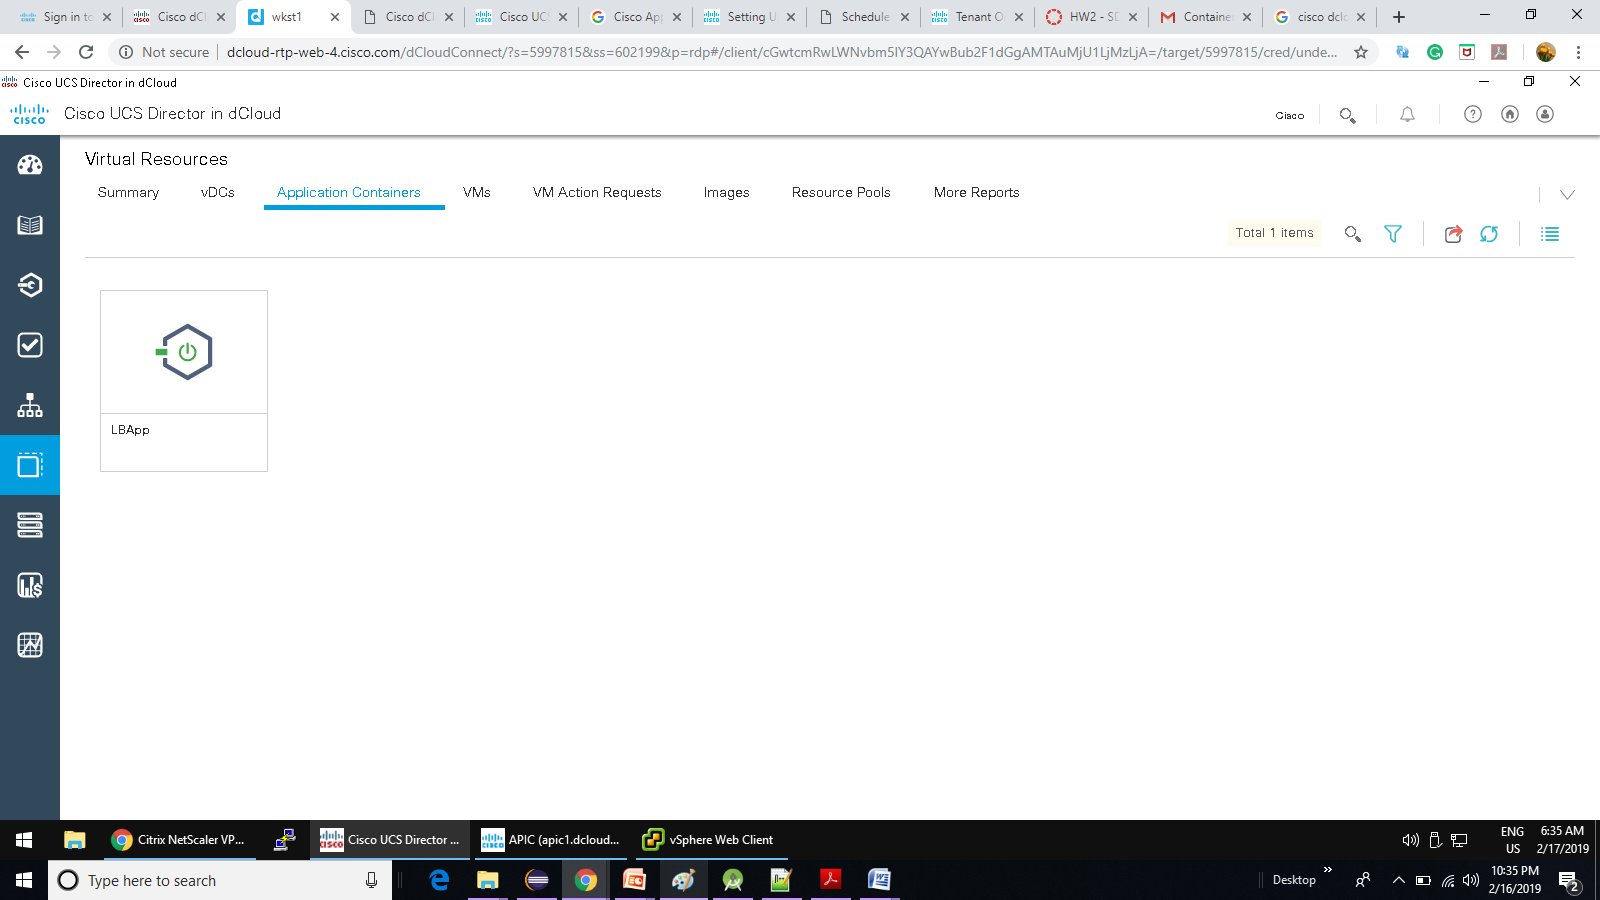 Sign in to
Cisco dCl
wkst1
Cisco dCl
Cisco UCS
Cisco App
Setting U
Schedule
Tenant O
HW2 - SD
Container
cisco dclo
Not secure
dcloud-rtp-web-4.cisco.com/dCloudConnect/?s=5997815&ss=602199&p=rdp#/client/cGwtcmRwLWNvbm5lY3QAYwBub2F1dGgAMTAuMjU1LjMzLjA=/target/5997815/cred/unde...
Cisco UCS Director in dCloud
CISCO
Cisco UCS Director in dCloud
Cisco
Virtual Resources
Summary
vDCs
Application Containers
VMs
VM Action Requests
Images
Resource Pools
More Reports
Total 1 items
LBApp
Citrix NetScaler VP...
Cisco UCS Director ...
APIC (apic1.dcloud...
vSphere Web Client
ENG
US
6:35 AM
2/17/2019
Type here to search
Desktop
10:35 PM
2/16/2019
2